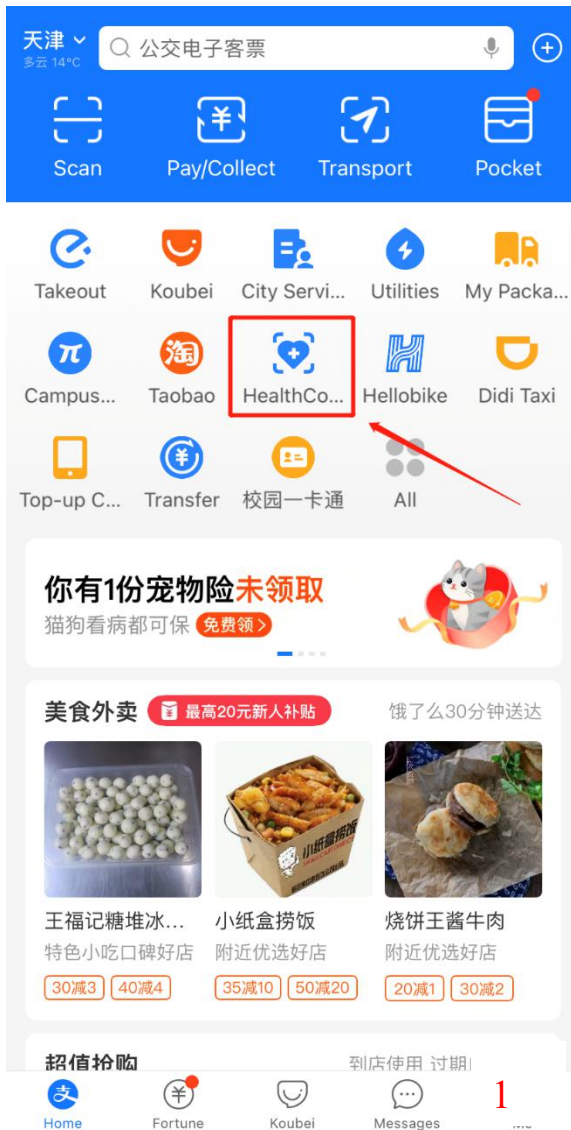 天津
公交电子客票
多云 14°C
Scan Pay/Collect Transport Pocket
Takeout Koubei City Servi... Utilities My Packa...
π 淘
Campus... Taobao HealthCo... Hellobike Didi Taxi
Top-up C... Transfer 校园一卡通 All
你有1份宠物险未领取
猫狗看病都可保 免费领>
美食外卖 最高20元新人补贴 饿了么30分钟送达
小纸盒捞饭
王福记糖堆冰... 小纸盒捞饭 烧饼王酱牛肉
特色小吃口碑好店 附近优选好店 附近优选好店
30减3 40减4 35减10 50减20 20减1 30减2
超值抢购 到店使用 过期
支
1
Home Fortune Koubei Messages